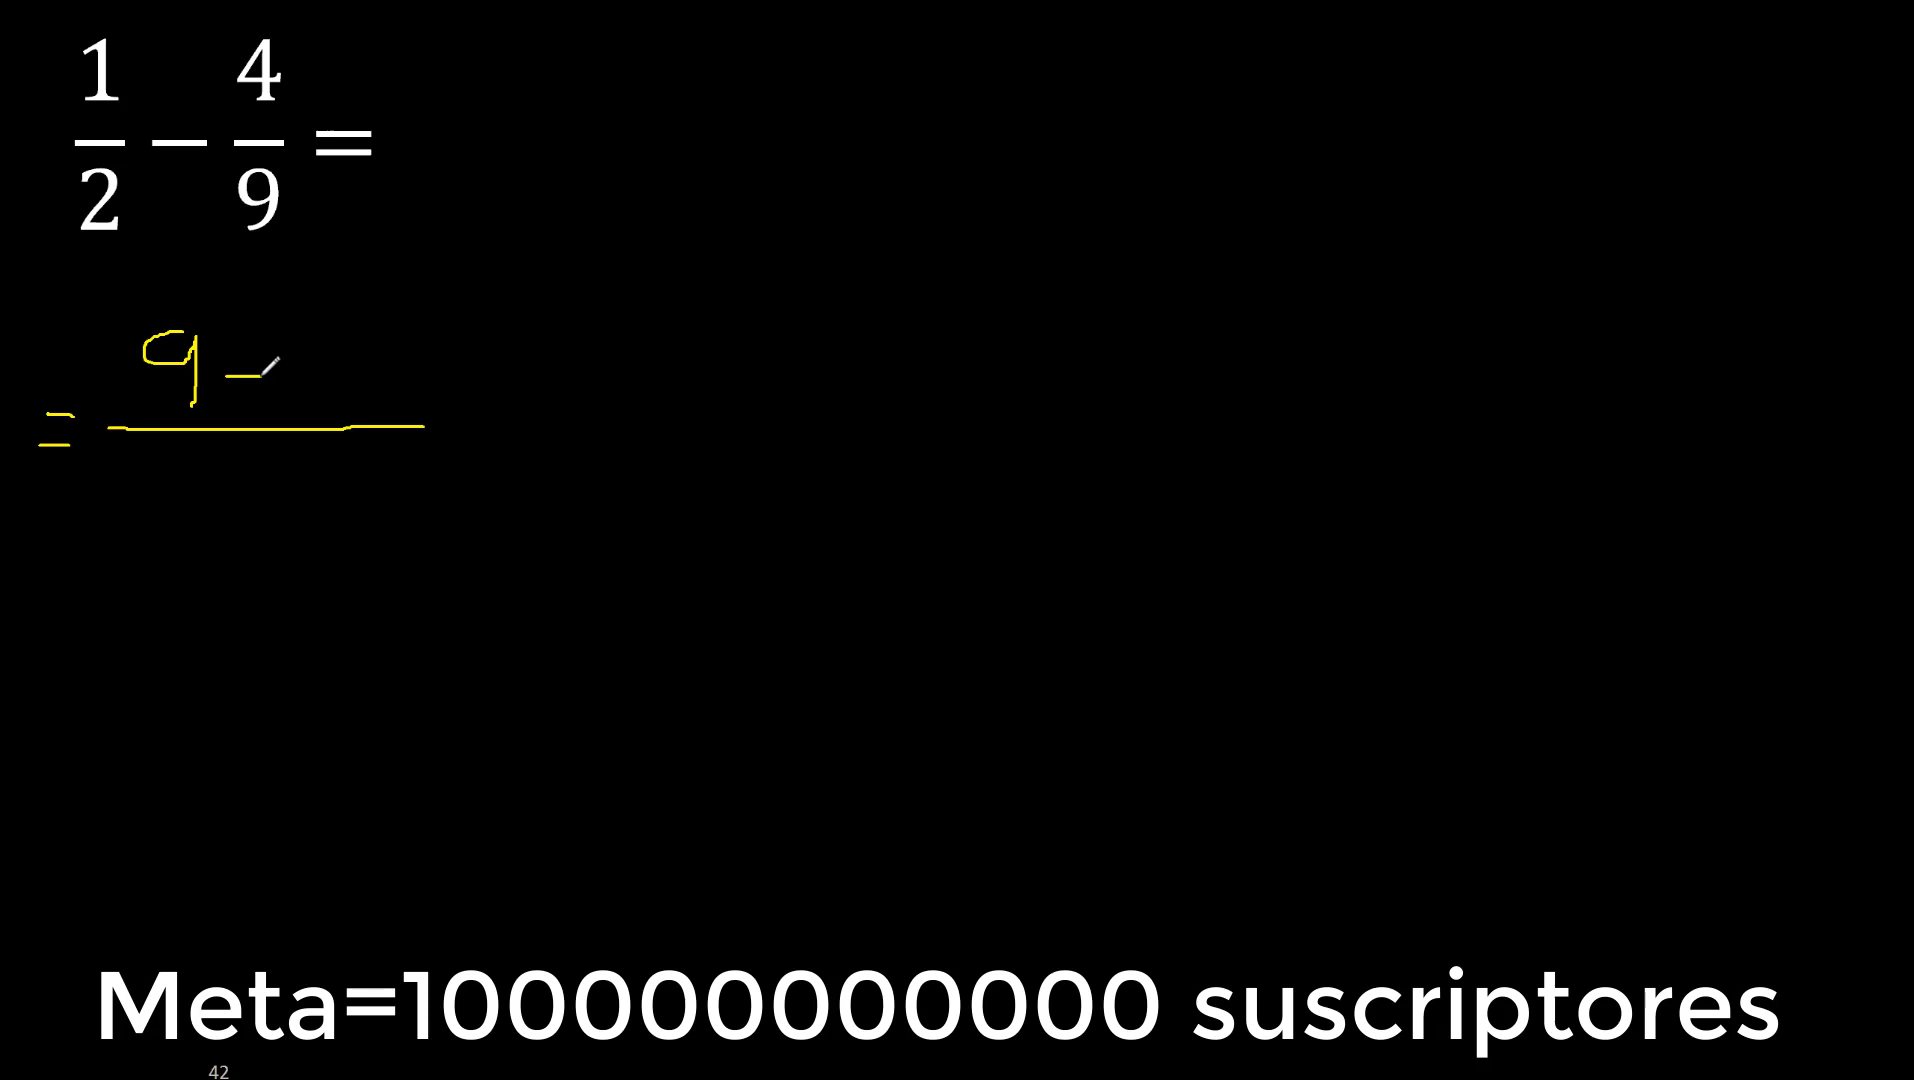 1/2 − 4/9 =
= 9 −
Meta=100000000000 suscriptores
42